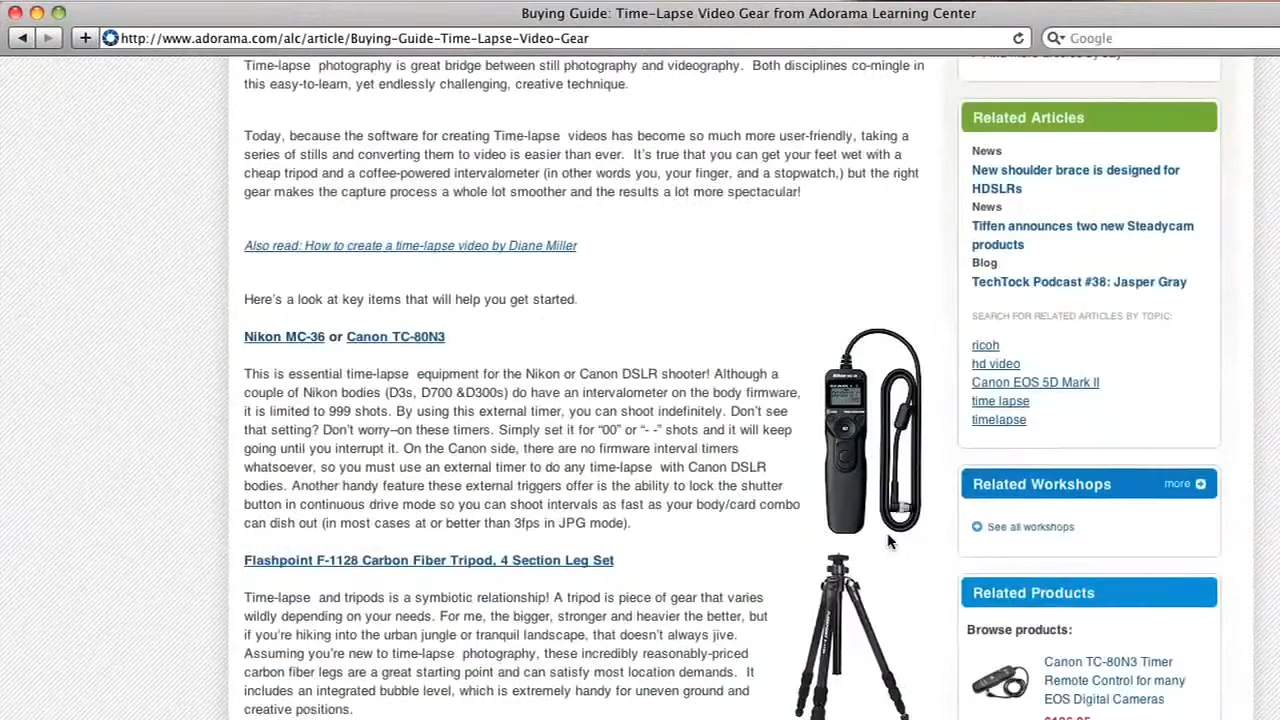 Buying Guide: Time-Lapse Video Gear from Adorama Learning Center
http://www.adorama.com/alc/article/Buying-Guide-Time-Lapse-Video-Gear
Google
Time-lapse photography is great bridge between still photography and videography. Both disciplines co-mingle in
this easy-to-learn, yet endlessly challenging, creative technique.
Today, because the software for creating Time-lapse videos has become so much more user-friendly, taking a
series of stills and converting them to video is easier than ever. It's true that you can get your feet wet with a
cheap tripod and a coffee-powered intervalometer (in other words you, your finger, and a stopwatch,) but the right
gear makes the capture process a whole lot smoother and the results a lot more spectacular!
Also read: How to create a time-lapse video by Diane Miller
Here's a look at key items that will help you get started.
Nikon MC-36 or Canon TC-80N3
This is essential time-lapse equipment for the Nikon or Canon DSLR shooter! Although a
couple of Nikon bodies (D3s, D700 &D300s) do have an intervalometer on the body firmware,
it is limited to 999 shots. By using this external timer, you can shoot indefinitely. Don't see
that setting? Don't worry–on these timers. Simply set it for "00" or "- -" shots and it will keep
going until you interrupt it. On the Canon side, there are no firmware interval timers
whatsoever, so you must use an external timer to do any time-lapse with Canon DSLR
bodies. Another handy feature these external triggers offer is the ability to lock the shutter
button in continuous drive mode so you can shoot intervals as fast as your body/card combo
can dish out (in most cases at or better than 3fps in JPG mode).
Flashpoint F-1128 Carbon Fiber Tripod, 4 Section Leg Set
Time-lapse and tripods is a symbiotic relationship! A tripod is piece of gear that varies
wildly depending on your needs. For me, the bigger, stronger and heavier the better, but
if you're hiking into the urban jungle or tranquil landscape, that doesn't always jive.
Assuming you're new to time-lapse photography, these incredibly reasonably-priced
carbon fiber legs are a great starting point and can satisfy most location demands. It
includes an integrated bubble level, which is extremely handy for uneven ground and
creative positions.
Related Articles
News
New shoulder brace is designed for
HDSLRs
News
Tiffen announces two new Steadycam
products
Blog
TechTock Podcast #38: Jasper Gray
SEARCH FOR RELATED ARTICLES BY TOPIC:
ricoh
hd video
Canon EOS 5D Mark II
time lapse
timelapse
Related Workshops
more
See all workshops
Related Products
Browse products:
Canon TC-80N3 Timer
Remote Control for many
EOS Digital Cameras